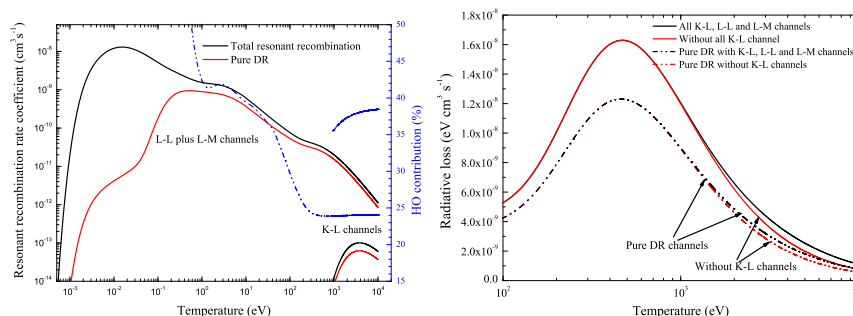 Resonant recombination rate coefficient (cm³s⁻¹)
10⁻⁸
10⁻⁹
10⁻¹⁰
10⁻¹¹
10⁻¹²
10⁻¹³
10⁻¹⁴
10⁻³
10⁻²
10⁻¹
10⁰
10¹
10²
10³
10⁴
Temperature (eV)
Total resonant recombination
Pure DR
L-L plus L-M channels
K-L channels
50
45
40
35
30
25
20
15
HO contribution (%)
Radiative loss (eV cm³ s⁻¹)
1.8x10⁻⁸
1.6x10⁻⁸
1.4x10⁻⁸
1.2x10⁻⁸
1.0x10⁻⁸
8.0x10⁻⁹
6.0x10⁻⁹
4.0x10⁻⁹
2.0x10⁻⁹
0.0
10²
10³
Temperature (eV)
All K-L, L-L and L-M channels
Without all K-L channel
Pure DR with K-L, L-L and L-M channels
Pure DR without K-L channels
Pure DR channels
Without K-L channels